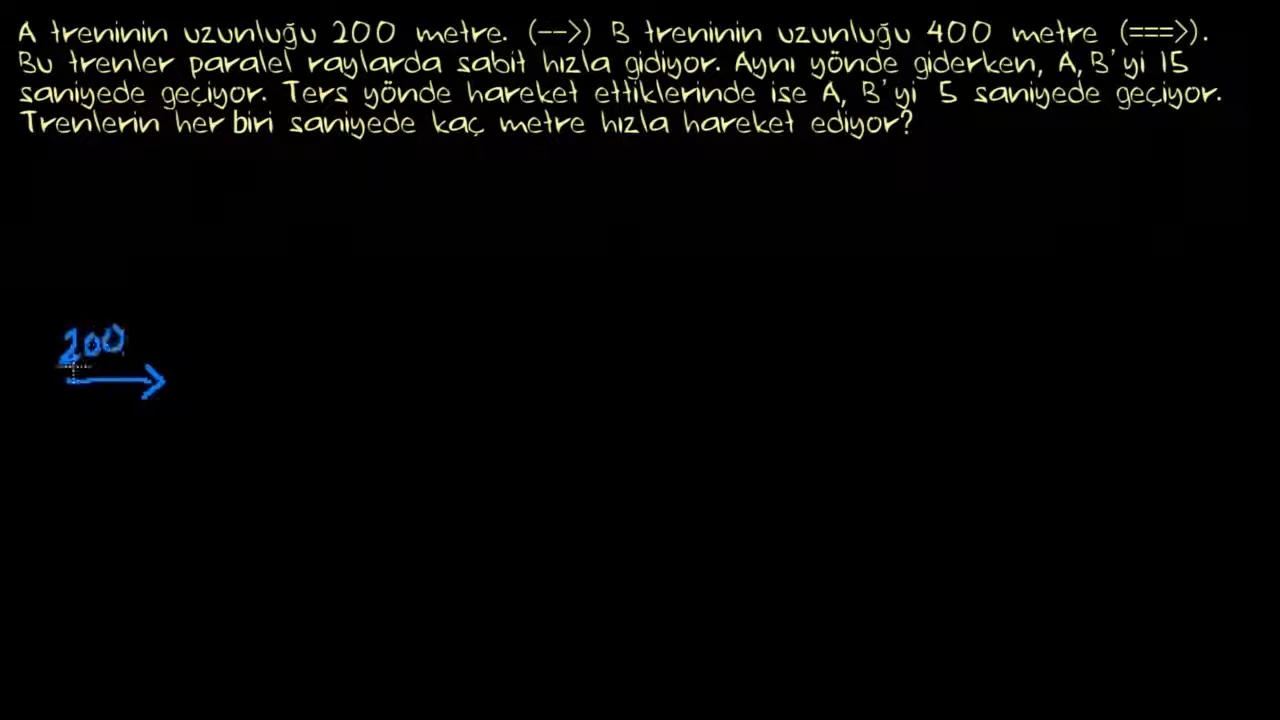 A treninin uzunluğu 200 metre. (-->) B treninin uzunluğu 400 metre (===>).
Bu trenler paralel raylarda sabit hızla gidiyor. Aynı yönde giderken, A, B'yi 15
saniyede geçiyor. Ters yönde hareket ettiklerinde ise A, B'yi 5 saniyede geçiyor.
Trenlerin her biri saniyede kaç metre hızla hareket ediyor?
200